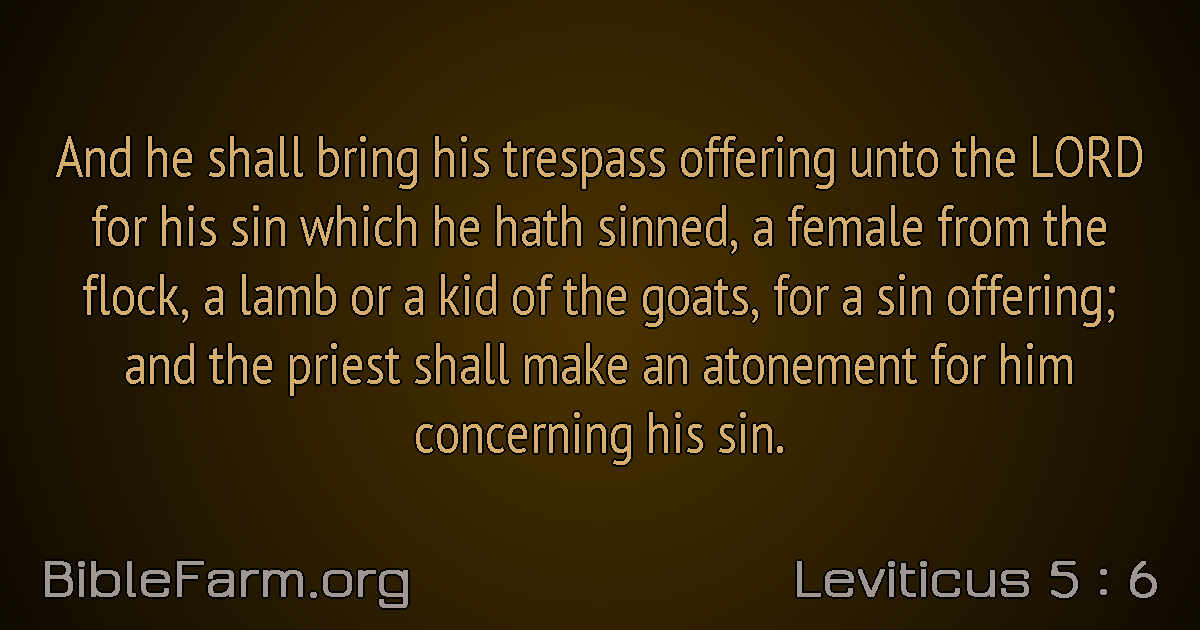 And he shall bring his trespass offering unto the LORD
for his sin which he hath sinned, a female from the
flock, a lamb or a kid of the goats, for a sin offering;
and the priest shall make an atonement for him
concerning his sin.
BibleFarm.org
Leviticus 5 : 6